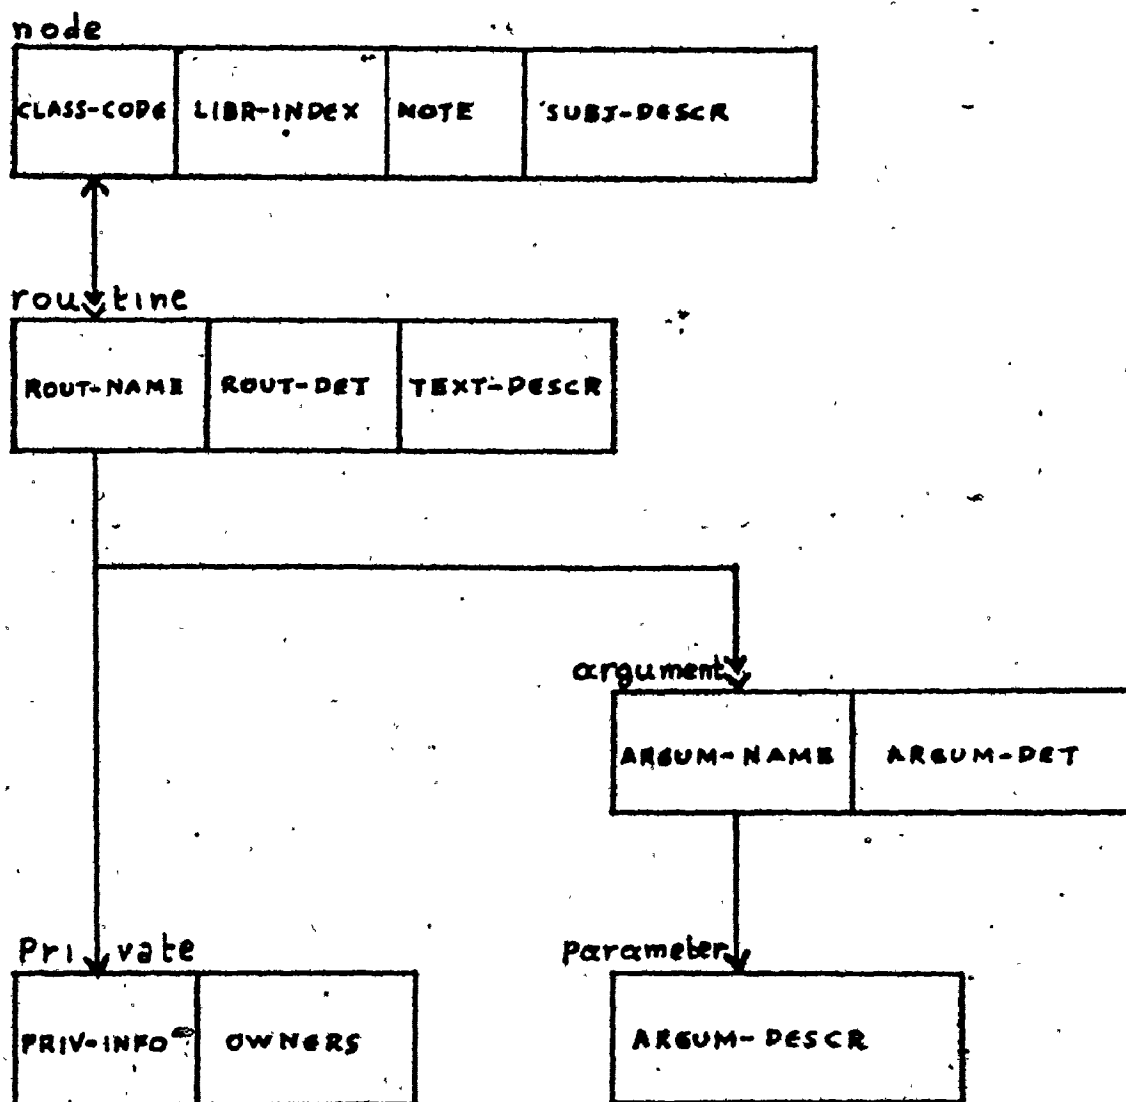 node
CLASS-CODE LIBR-INDEX NOTE SUBJ-DESCR
routine
ROUT-NAME ROUT-DET TEXT-DESCR
argument
ARGUM-NAME ARGUM-DET
Private parameter
PRIV-INFO OWNERS ARGUM-DESCR